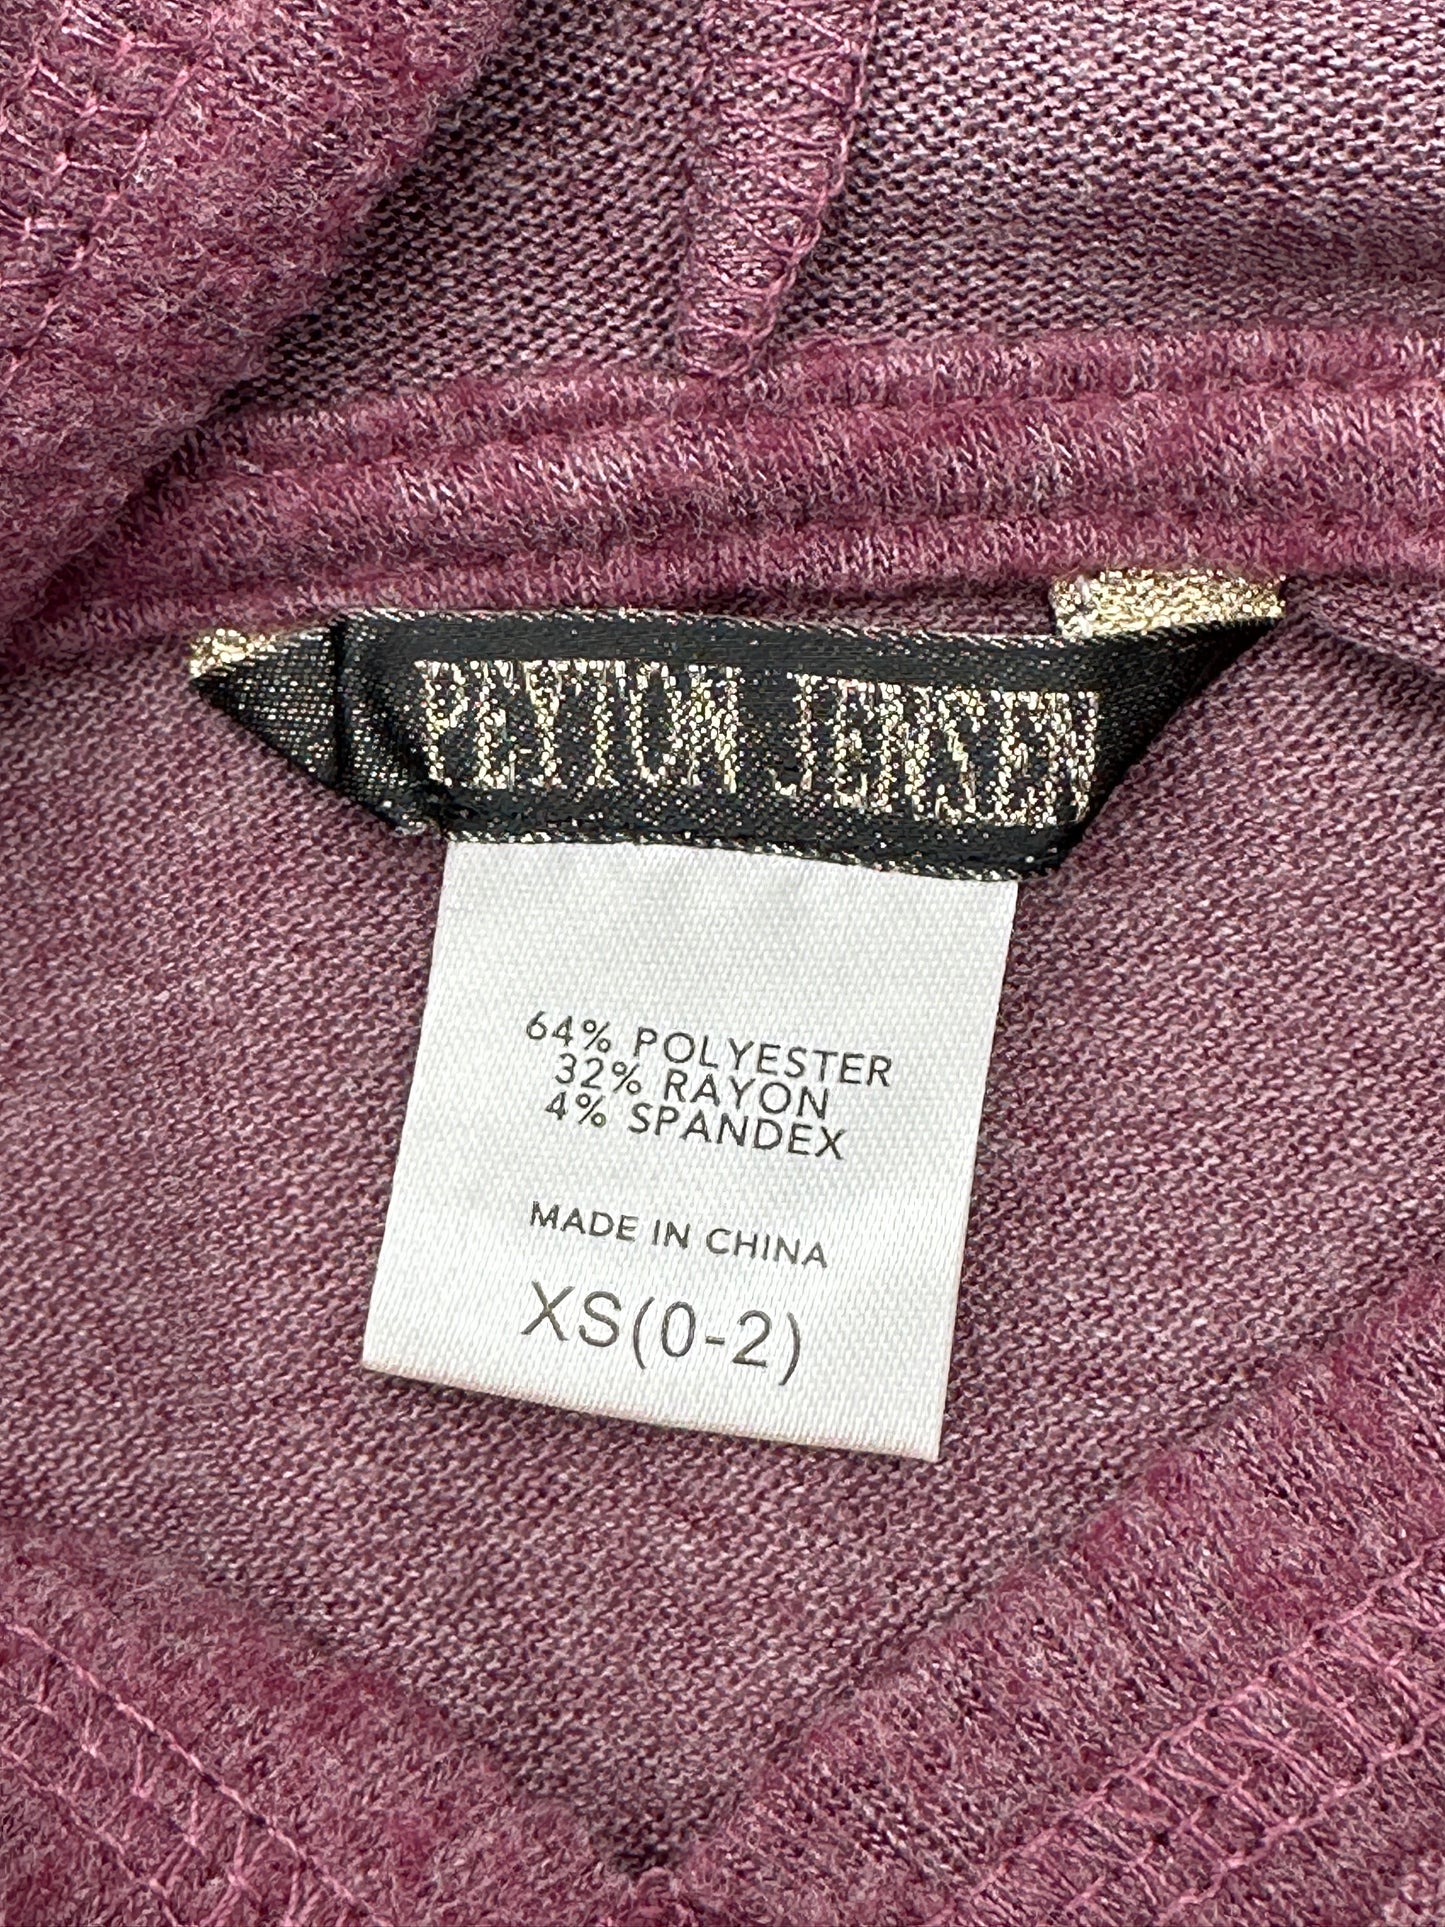 PEYTON JENSEN
64% POLYESTER
32% RAYON
4% SPANDEX
MADE IN CHINA
XS(0-2)